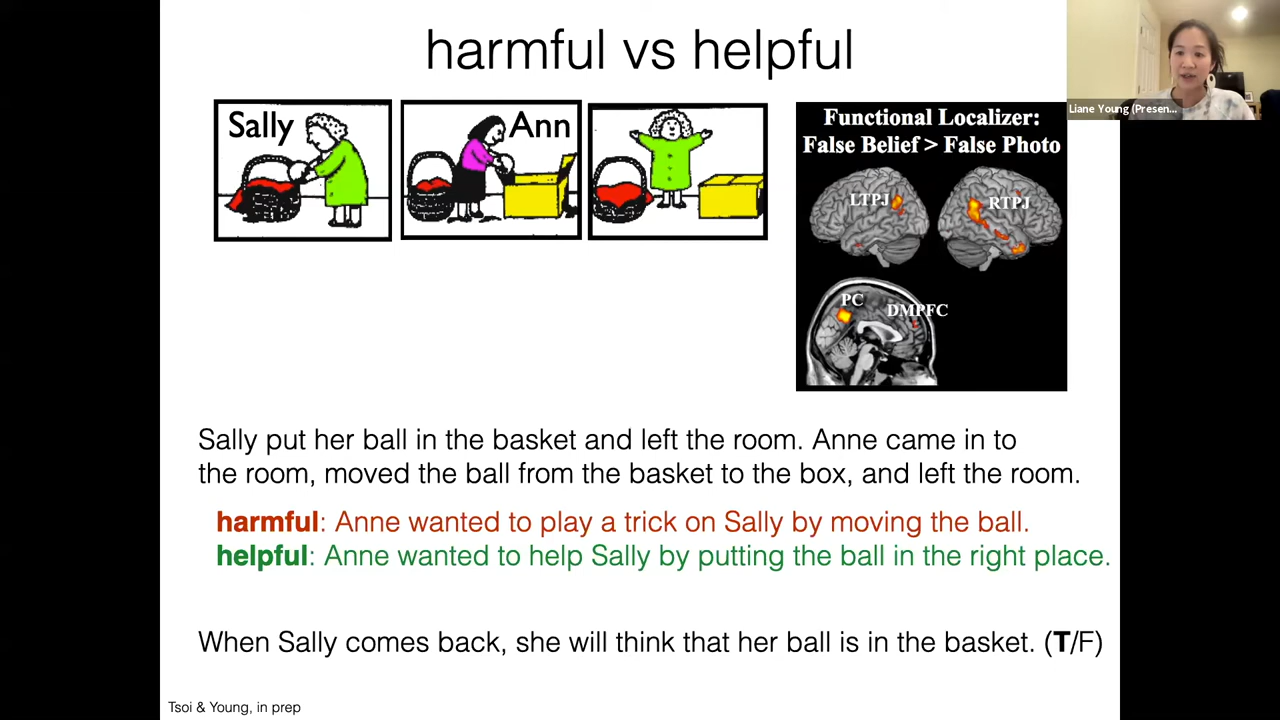 harmful vs helpful
Sally
Ann
Functional Localizer:
False Belief > False Photo
LTPJ
RTPJ
PC
DMPFC
Liane Young (Presen...
Sally put her ball in the basket and left the room. Anne came in to
the room, moved the ball from the basket to the box, and left the room.
harmful: Anne wanted to play a trick on Sally by moving the ball.
helpful: Anne wanted to help Sally by putting the ball in the right place.
When Sally comes back, she will think that her ball is in the basket. (T/F)
Tsoi & Young, in prep